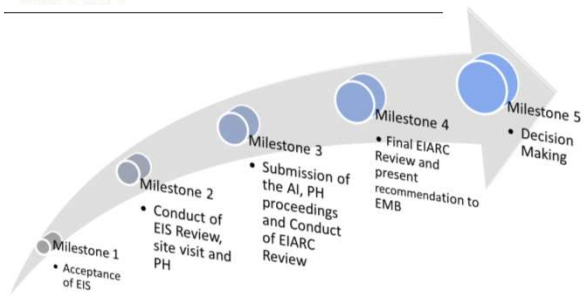 Milestone 1
• Acceptance
of EIS
Milestone 2
• Conduct of
EIS Review,
site visit and
PH
Milestone 3
• Submission of
the AI, PH
proceedings
and Conduct
of EIARC
Review
Milestone 4
• Final EIARC
Review and
present
recommendation to
EMB
Milestone 5
• Decision
Making